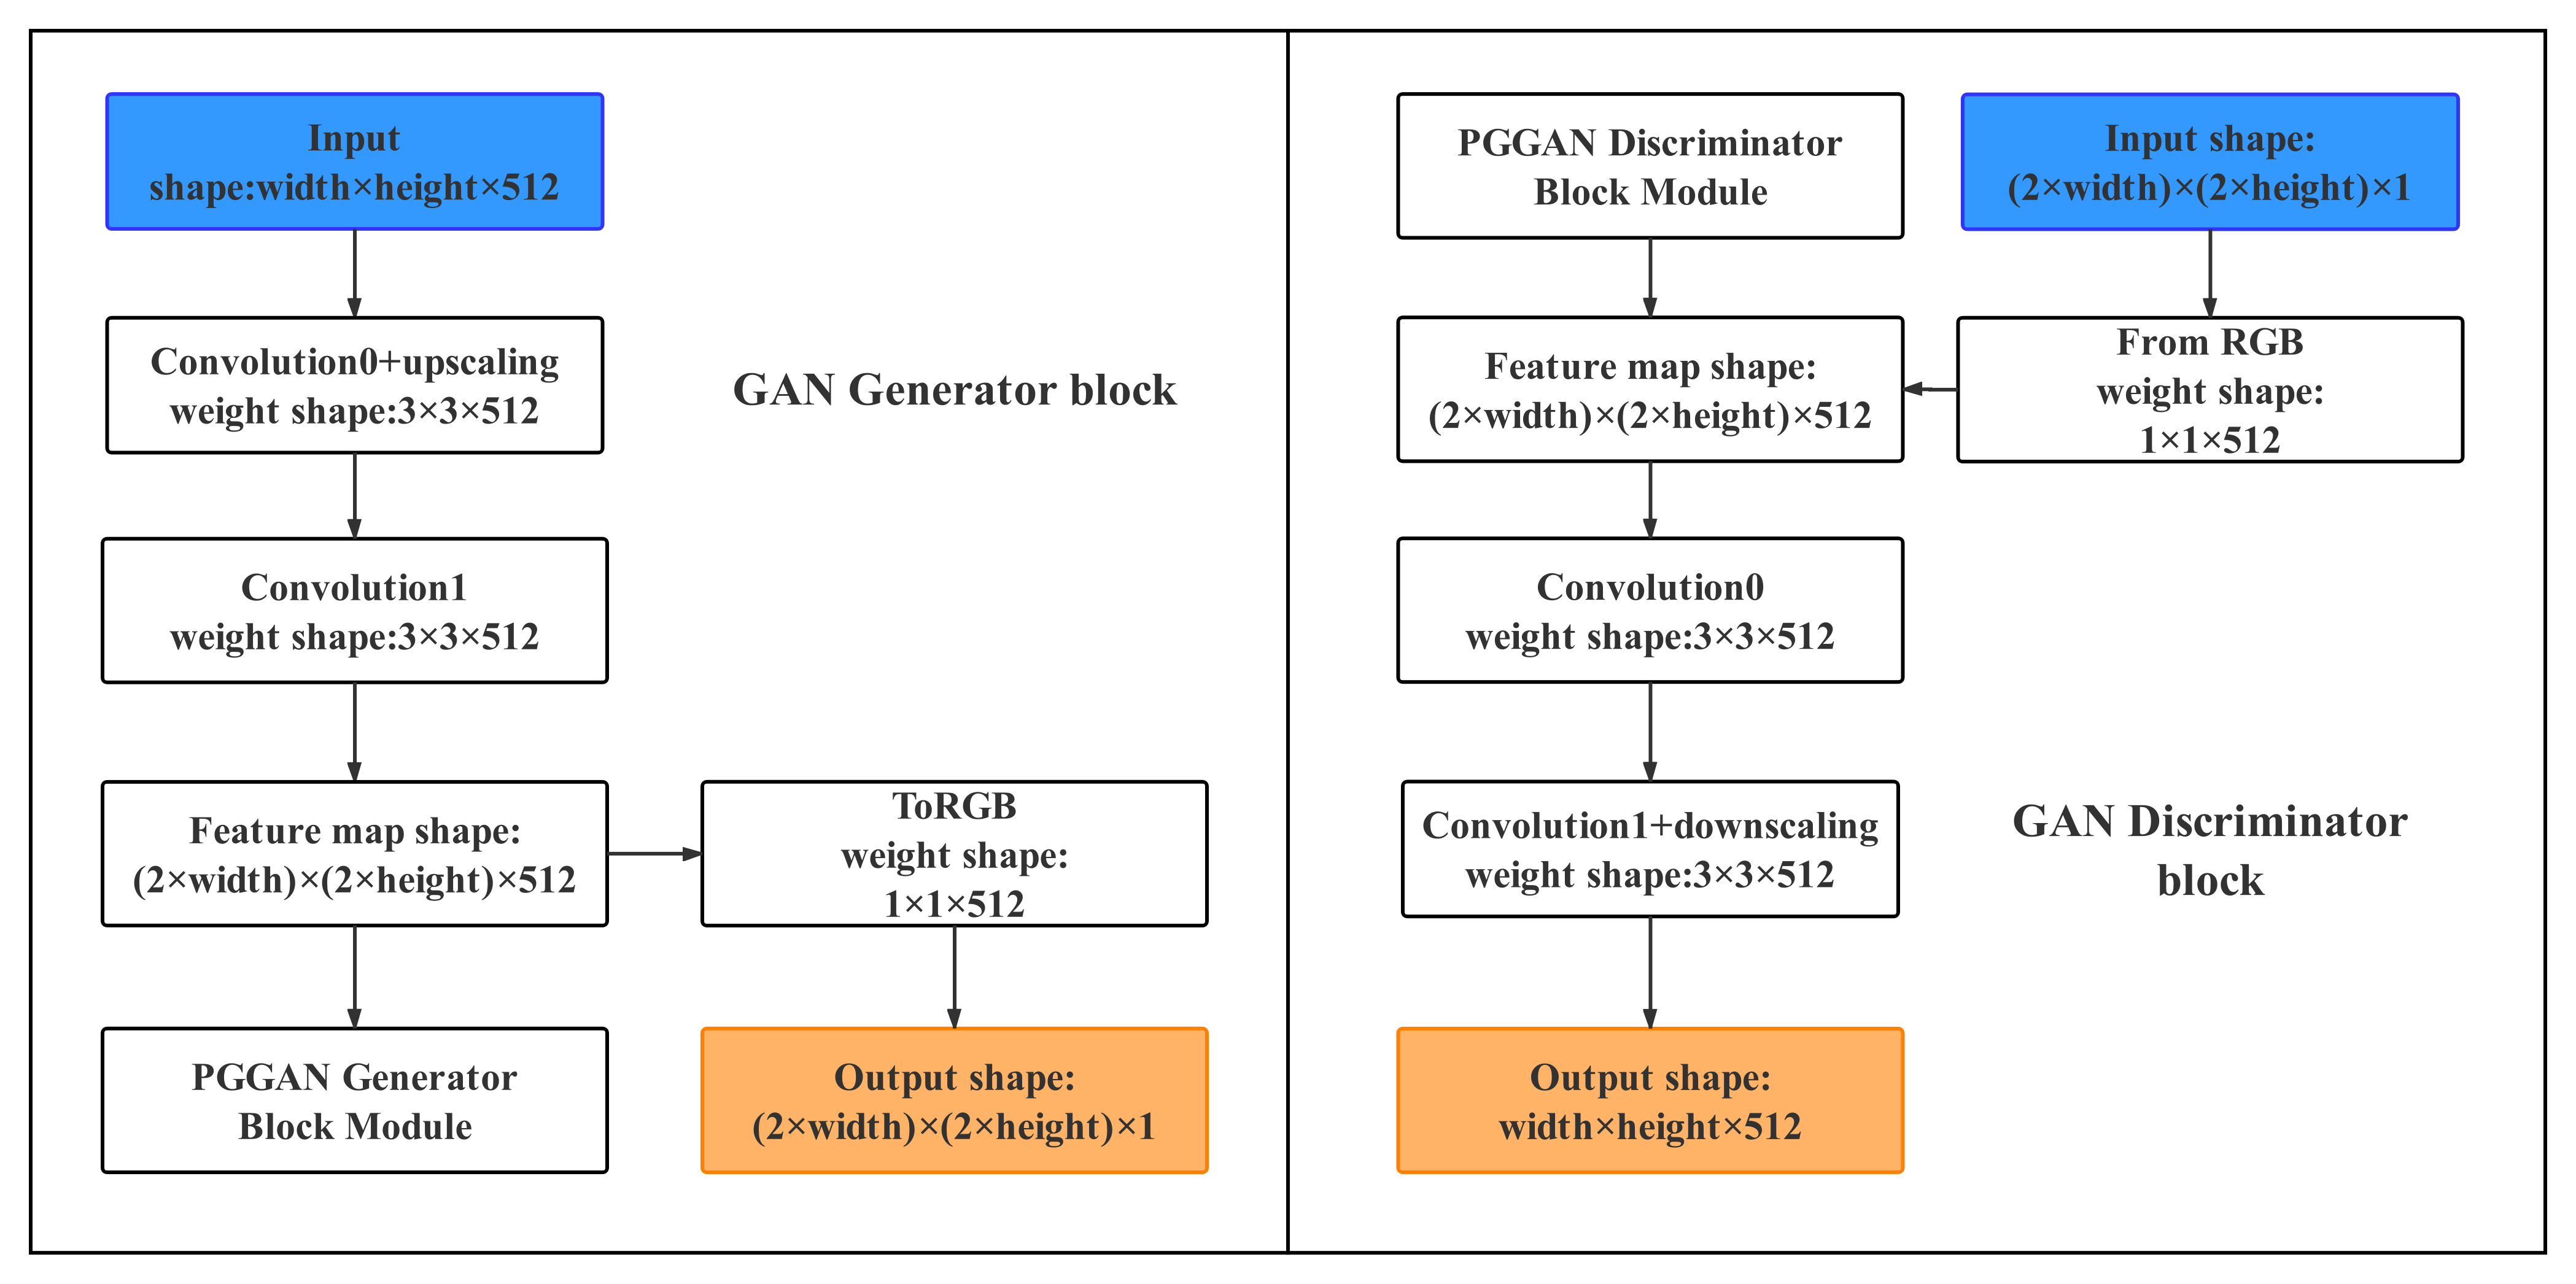 Input
shape:width×height×512
Convolution0+upscaling
weight shape:3×3×512
GAN Generator block
Convolution1
weight shape:3×3×512
Feature map shape:
(2×width)×(2×height)×512
ToRGB
weight shape:
1×1×512
PGGAN Generator
Block Module
Output shape:
(2×width)×(2×height)×1
PGGAN Discriminator
Block Module
Input shape:
(2×width)×(2×height)×1
Feature map shape:
(2×width)×(2×height)×512
From RGB
weight shape:
1×1×512
Convolution0
weight shape:3×3×512
Convolution1+downscaling
weight shape:3×3×512
GAN Discriminator
block
Output shape:
width×height×512